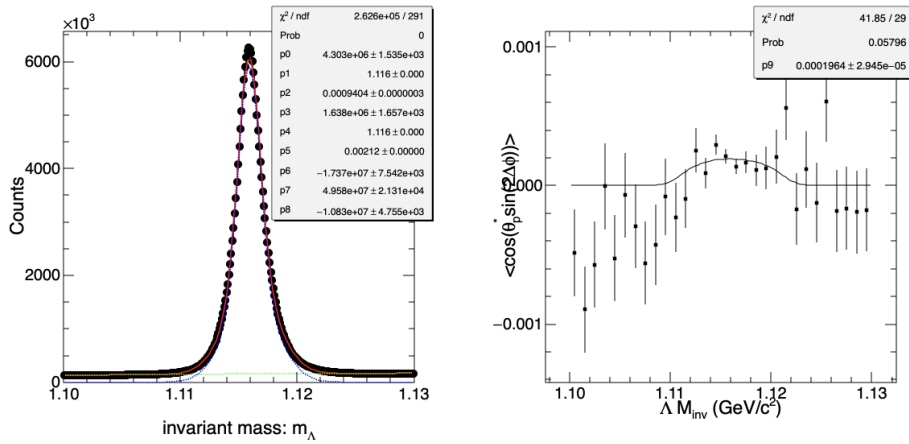 ×10³
χ² / ndf 2.626e+05 / 291
Prob 0
p0 4.303e+06 ± 1.535e+03
p1 1.116 ± 0.000
p2 0.0009404 ± 0.0000003
p3 1.638e+06 ± 1.657e+03
p4 1.116 ± 0.000
p5 0.00212 ± 0.00000
p6 −1.737e+07 ± 7.542e+03
p7 4.958e+07 ± 2.131e+04
p8 −1.083e+07 ± 4.755e+03
6000
4000
2000
0
Counts
1.10
1.11
1.12
1.13
invariant mass: m_Λ
χ² / ndf 41.85 / 29
Prob 0.05796
p9 0.0001964 ± 2.945e−05
0.001
0.000
−0.001
<cos(θ*_p sin(2Δϕ))>
1.10
1.11
1.12
1.13
Λ M_inv (GeV/c²)